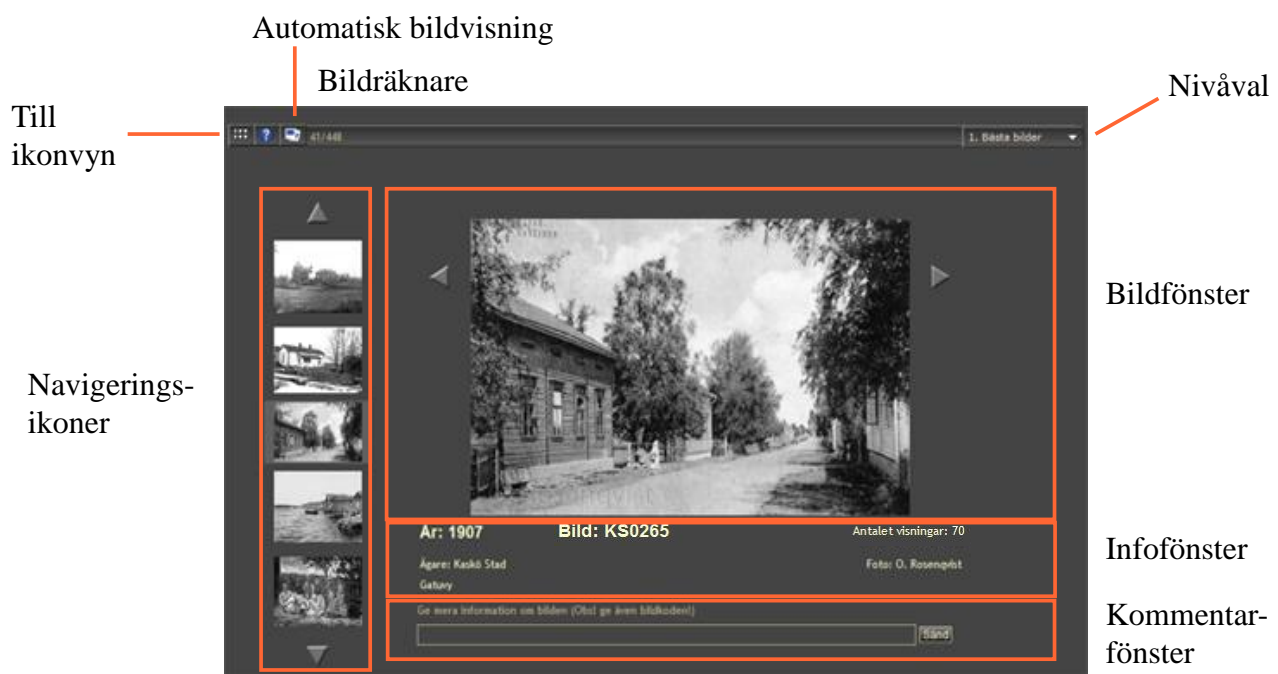 Automatisk bildvisning
Bildräknare
Nivåval
Till
ikonvyn
?
41/448
1. Bästa bilder
Bildfönster
Navigerings-
ikoner
År: 1907
Bild: KS0265
Antalet visningar: 70
Ägare: Kaskö Stad
Foto: O. Rosenqvist
Gatuvy
Infofönster
Ge mera information om bilden (Obs! ge även bildkoden!)
Sänd
Kommentar-
fönster